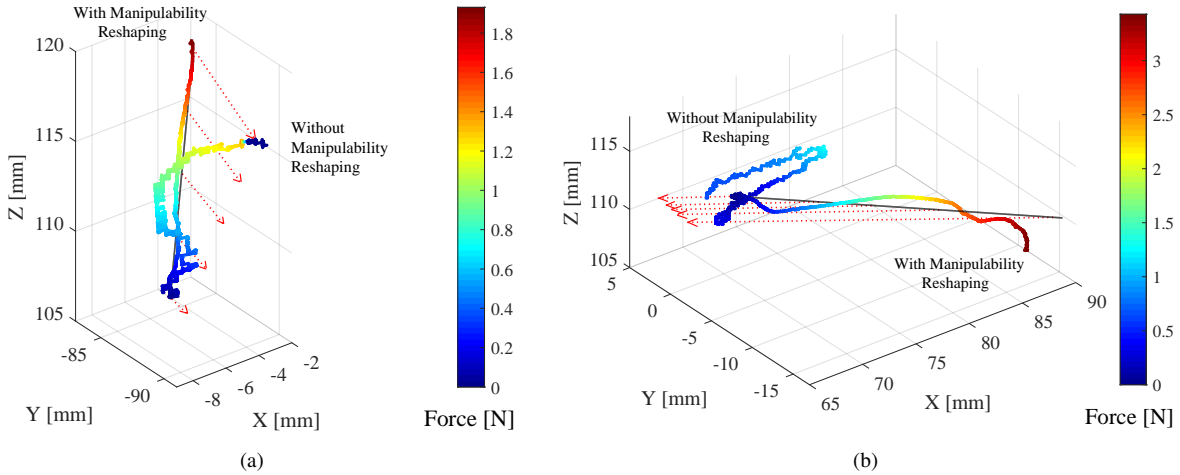 With Manipulability
Reshaping
Without
Manipulability
Reshaping
120
115
110
105
Z [mm]
-85
-90
Y [mm]
-8
-6
-4
-2
X [mm]
1.8
1.6
1.4
1.2
1
0.8
0.6
0.4
0.2
0
Force [N]
(a)
Without Manipulability
Reshaping
With Manipulability
Reshaping
115
110
105
Z [mm]
5
0
-5
-10
-15
Y [mm]
65
70
75
80
85
90
X [mm]
3
2.5
2
1.5
1
0.5
0
Force [N]
(b)